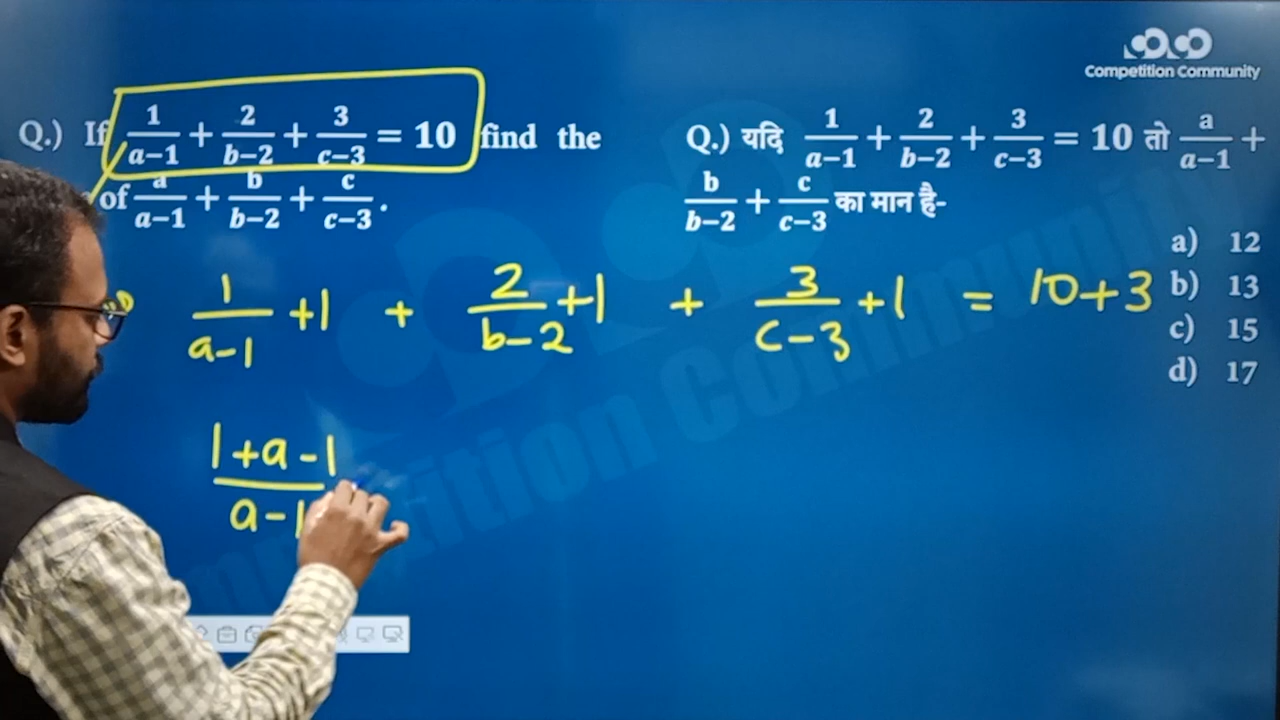 Competition Community
Q.) If 1/(a−1) + 2/(b−2) + 3/(c−3) = 10 find the
of a/(a−1) + b/(b−2) + c/(c−3).
Q.) यदि 1/(a−1) + 2/(b−2) + 3/(c−3) = 10 तो a/(a−1) +
b/(b−2) + c/(c−3) का मान है-
a) 12
b) 13
c) 15
d) 17
1/(a-1) +1 + 2/(b-2) +1 + 3/(c-3) +1 = 10+3
(1+a-1)/(a-1)